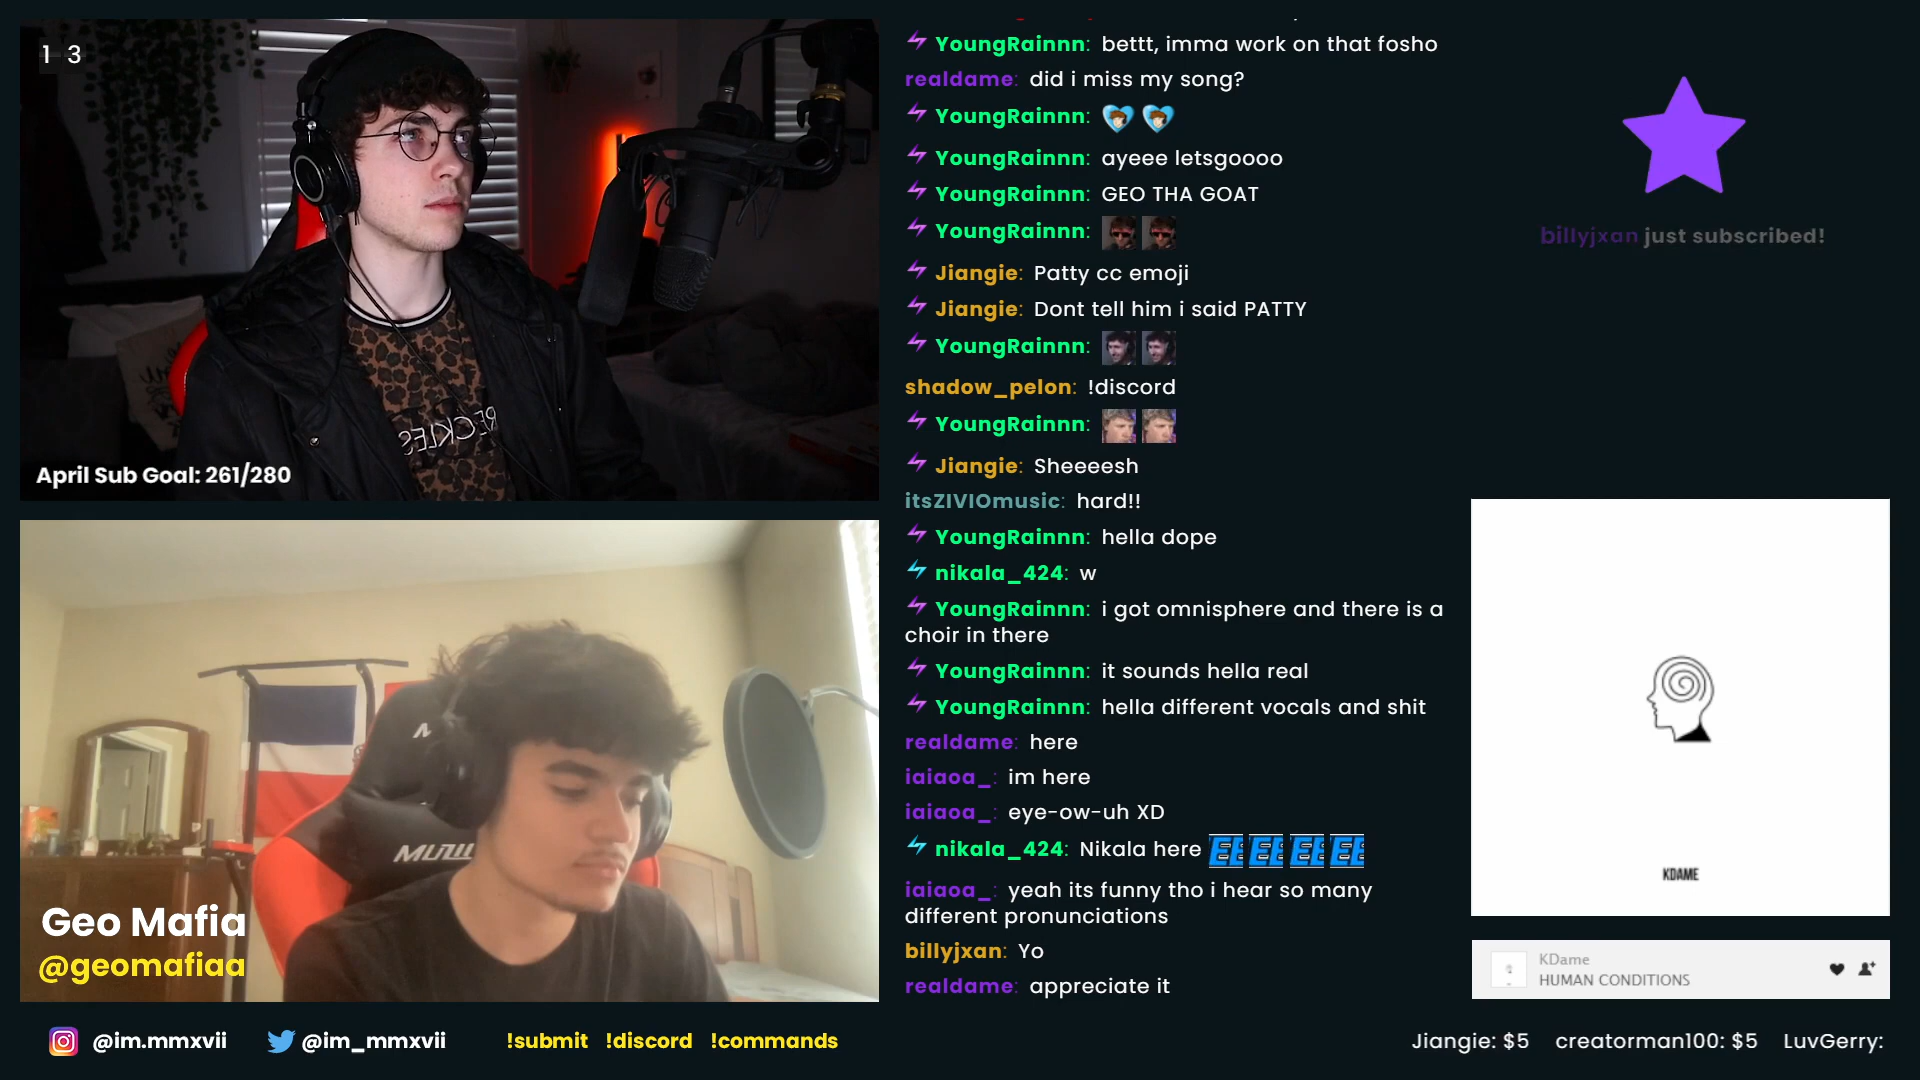 1 3
RECKLESS
April Sub Goal: 261/280
Geo Mafia
@geomafiaa
@im.mmxvii
@im_mmxvii
!submit !discord !commands
YoungRainnn: bettt, imma work on that fosho
realdame: did i miss my song?
YoungRainnn:
YoungRainnn: ayeee letsgoooo
YoungRainnn: GEO THA GOAT
YoungRainnn:
Jiangie: Patty cc emoji
Jiangie: Dont tell him i said PATTY
YoungRainnn:
shadow_pelon: !discord
YoungRainnn:
Jiangie: Sheeeesh
itsZIVIOmusic: hard!!
YoungRainnn: hella dope
nikala_424: w
YoungRainnn: i got omnisphere and there is a
choir in there
YoungRainnn: it sounds hella real
YoungRainnn: hella different vocals and shit
realdame: here
iaiaoa_: im here
iaiaoa_: eye-ow-uh XD
nikala_424: Nikala here
iaiaoa_: yeah its funny tho i hear so many
different pronunciations
billyjxan: Yo
realdame: appreciate it
billyjxan just subscribed!
KDAME
KDame
HUMAN CONDITIONS
Jiangie: $5 creatorman100: $5 LuvGerry: